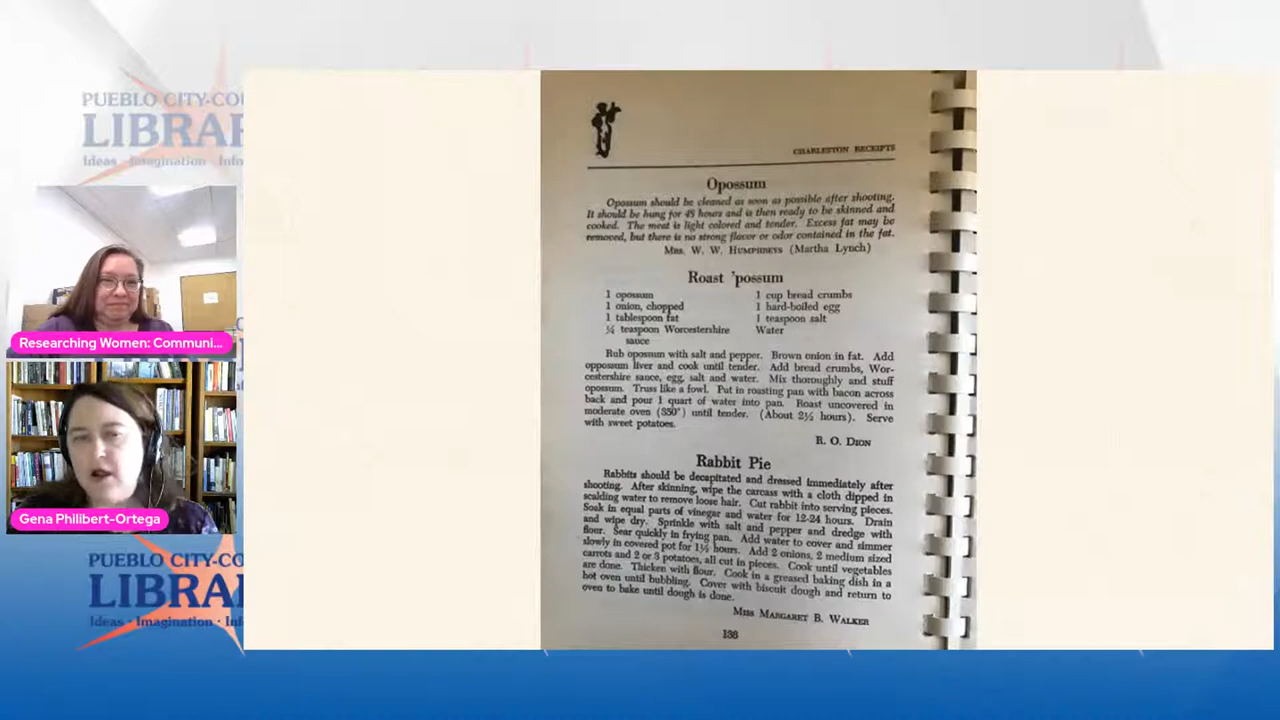 PUEBLO CITY-COU
LIBRAR
Ideas · Imagination · Info
Researching Women: Communi...
Gena Philibert-Ortega
PUEBLO CITY-CO
LIBRA
Ideas · Imagination · Inf
CHARLESTON RECEIPTS
Opossum
Opossum should be cleaned as soon as possible after shooting.
It should be hung for 48 hours and is then ready to be skinned and
cooked. The meat is light colored and tender. Excess fat may be
removed, but there is no strong flavor or odor contained in the fat.
Mrs. W. W. Humphreys (Martha Lynch)
Roast 'possum
1 opossum
1 onion, chopped
1 tablespoon fat
¼ teaspoon Worcestershire
sauce
1 cup bread crumbs
1 hard-boiled egg
1 teaspoon salt
Water
Rub opossum with salt and pepper. Brown onion in fat. Add
oppossum liver and cook until tender. Add bread crumbs, Wor-
cestershire sauce, egg, salt and water. Mix thoroughly and stuff
opossum. Truss like a fowl. Put in roasting pan with bacon across
back and pour 1 quart of water into pan. Roast uncovered in
moderate oven (350°) until tender. (About 2½ hours). Serve
with sweet potatoes.
R. O. Dion
Rabbit Pie
Rabbits should be decapitated and dressed immediately after
shooting. After skinning, wipe the carcass with a cloth dipped in
scalding water to remove loose hair. Cut rabbit into serving pieces.
Soak in equal parts of vinegar and water for 12-24 hours. Drain
and wipe dry. Sprinkle with salt and pepper and dredge with
flour. Sear quickly in frying pan. Add water to cover and simmer
slowly in covered pot for 1½ hours. Add 2 onions, 2 medium sized
carrots and 2 or 3 potatoes, all cut in pieces. Cook until vegetables
are done. Thicken with flour. Cook in a greased baking dish in a
hot oven until bubbling. Cover with biscuit dough and return to
oven to bake until dough is done.
Miss Margaret B. Walker
136